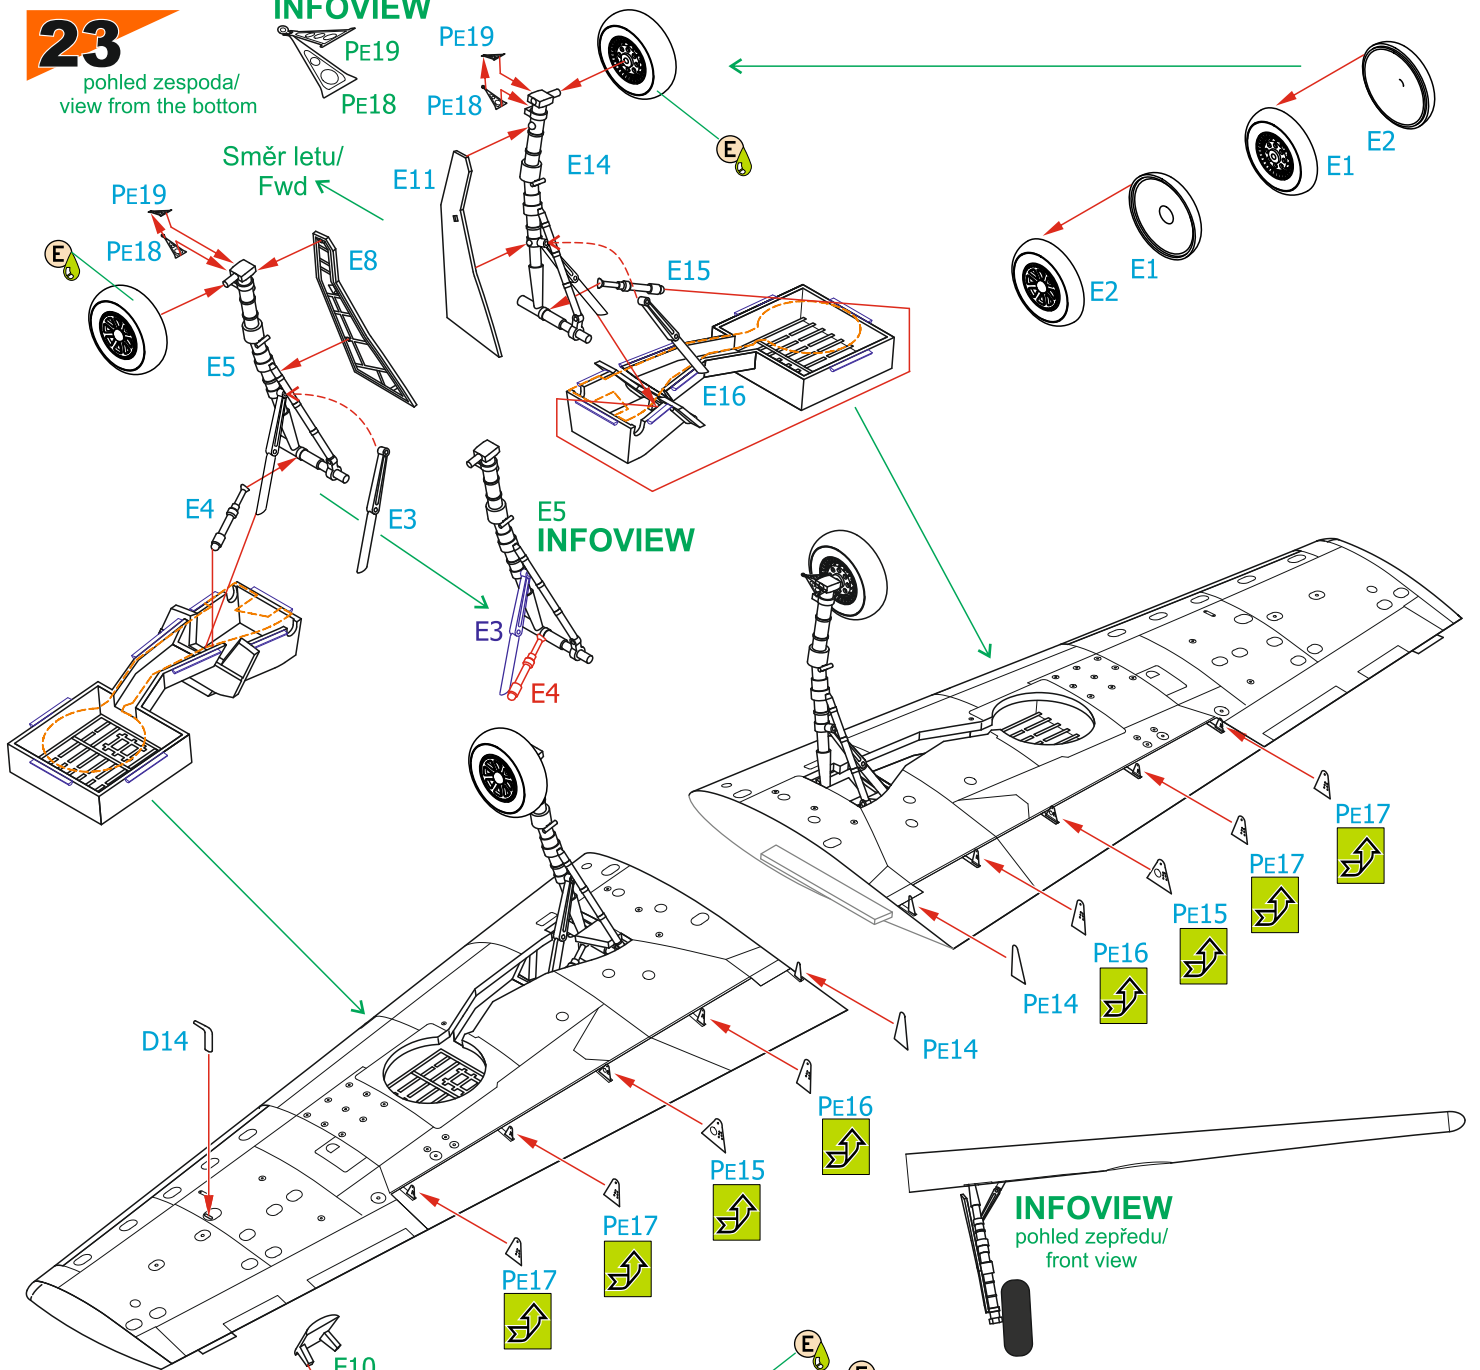 INFOVIEW
23
pohled zespoda/
view from the bottom
PE19
PE18
PE19
PE18
E
E2
E1
E14
E11
Směr letu/
Fwd
E2
E1
PE19
PE18
E
E8
E5
E15
E16
E4
E3
E5
INFOVIEW
E3
E4
PE17
PE17
PE15
PE16
PE14
D14
PE14
PE16
PE15
PE17
PE17
INFOVIEW
pohled zepředu/
front view
E